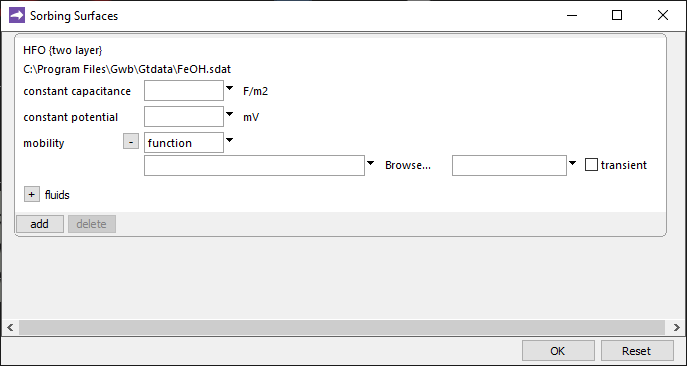 Sorbing Surfaces
HFO {two layer}
C:\Program Files\Gwb\Gtdata\FeOH.sdat
constant capacitance F/m2
constant potential mV
mobility - function
Browse... transient
+ fluids
add delete
OK Reset